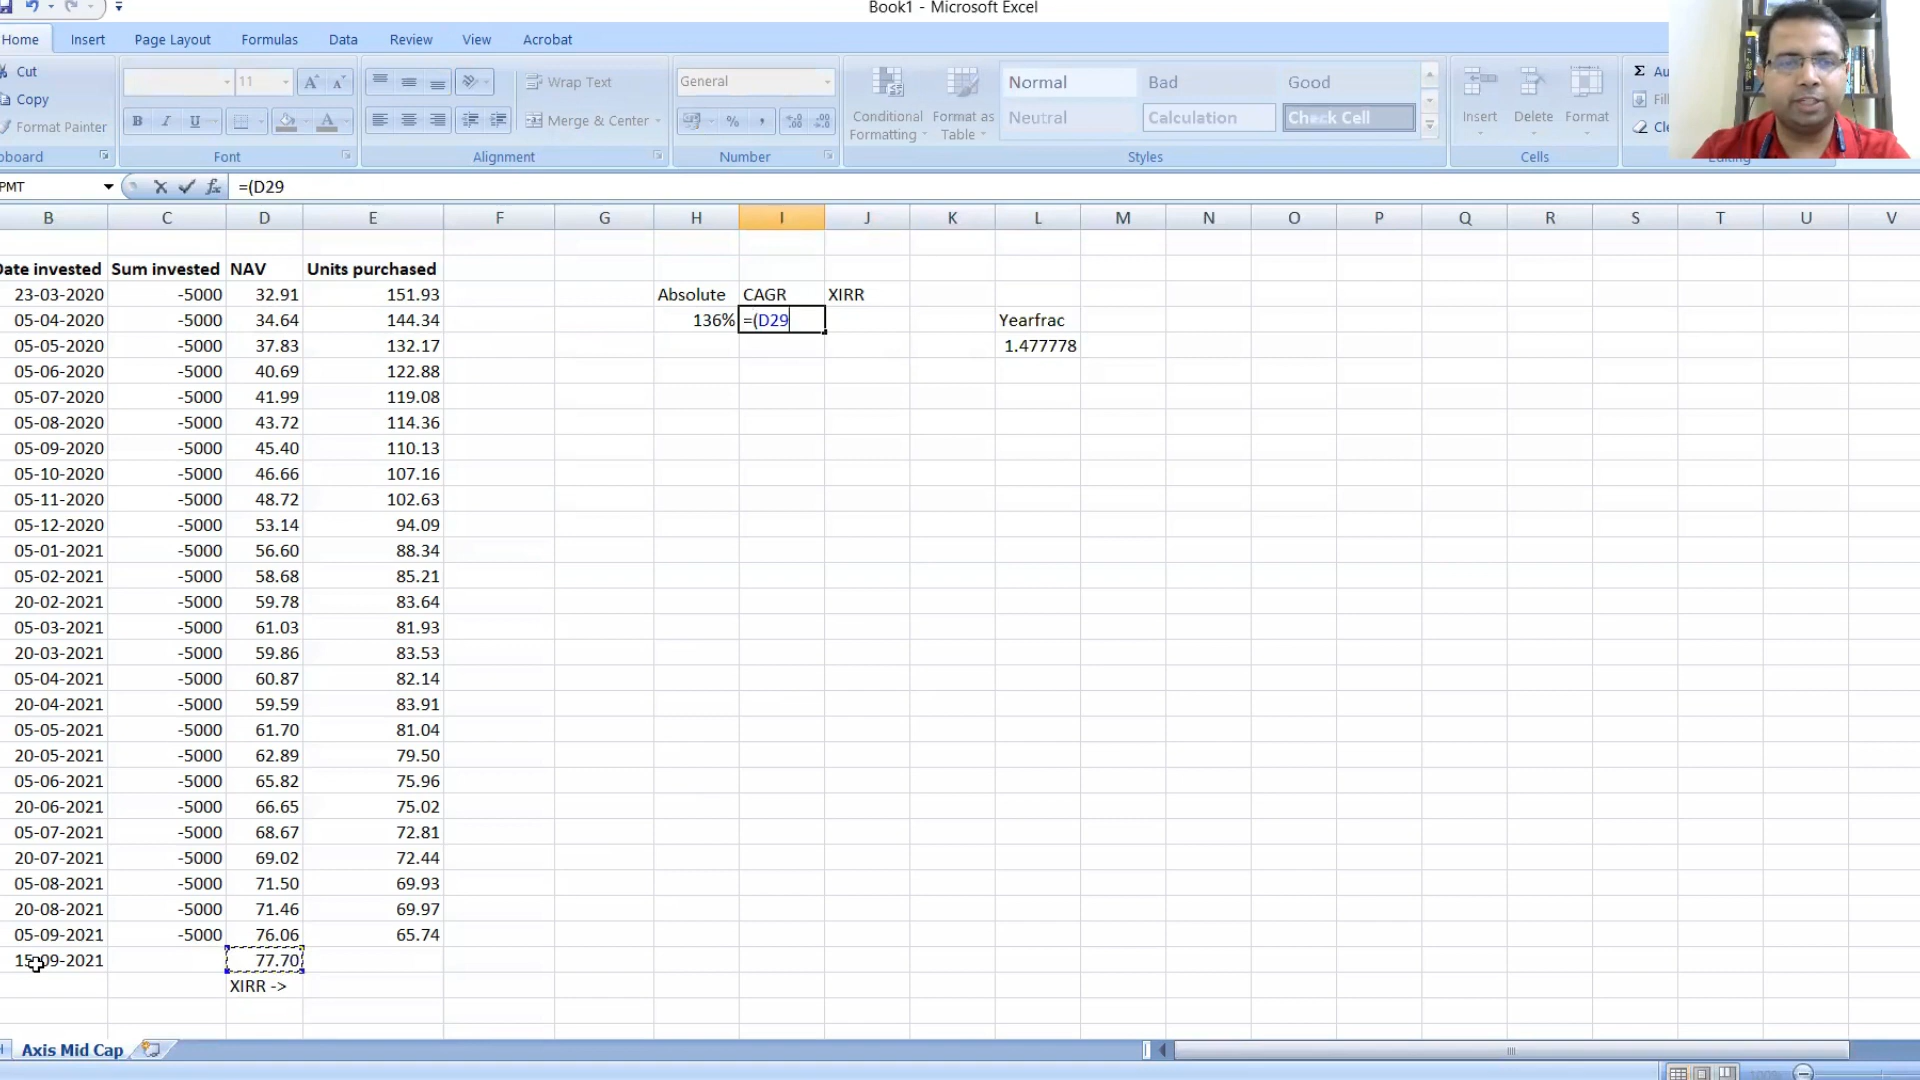 Book1 - Microsoft Excel
Home Insert Page Layout Formulas Data Review View Acrobat
Cut
Copy
Format Painter
11
Wrap Text
Merge & Center
General
Conditional Formatting
Format as Table
Normal Bad Good
Neutral Calculation Check Cell
Insert Delete Format
Font Alignment Number Styles Cells
PMT =(D29
B C D E F G H I J K L M N O P Q R S T U V
Date invested Sum invested NAV Units purchased
23-03-2020 -5000 32.91 151.93 Absolute CAGR XIRR
05-04-2020 -5000 34.64 144.34 136% =(D29 Yearfrac
05-05-2020 -5000 37.83 132.17 1.477778
05-06-2020 -5000 40.69 122.88
05-07-2020 -5000 41.99 119.08
05-08-2020 -5000 43.72 114.36
05-09-2020 -5000 45.40 110.13
05-10-2020 -5000 46.66 107.16
05-11-2020 -5000 48.72 102.63
05-12-2020 -5000 53.14 94.09
05-01-2021 -5000 56.60 88.34
05-02-2021 -5000 58.68 85.21
20-02-2021 -5000 59.78 83.64
05-03-2021 -5000 61.03 81.93
20-03-2021 -5000 59.86 83.53
05-04-2021 -5000 60.87 82.14
20-04-2021 -5000 59.59 83.91
05-05-2021 -5000 61.70 81.04
20-05-2021 -5000 62.89 79.50
05-06-2021 -5000 65.82 75.96
20-06-2021 -5000 66.65 75.02
05-07-2021 -5000 68.67 72.81
20-07-2021 -5000 69.02 72.44
05-08-2021 -5000 71.50 69.93
20-08-2021 -5000 71.46 69.97
05-09-2021 -5000 76.06 65.74
15-09-2021 77.70
XIRR ->
Axis Mid Cap